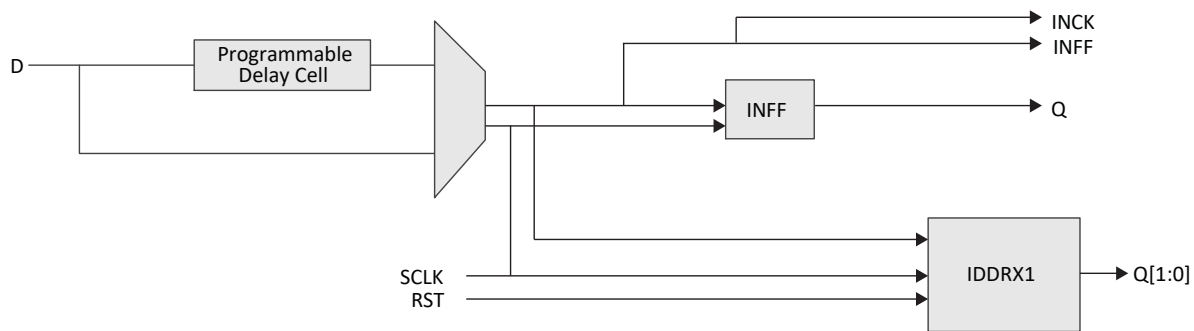 INCK
INFF
D
Programmable
Delay Cell
INFF
Q
SCLK
RST
IDDRX1
Q[1:0]